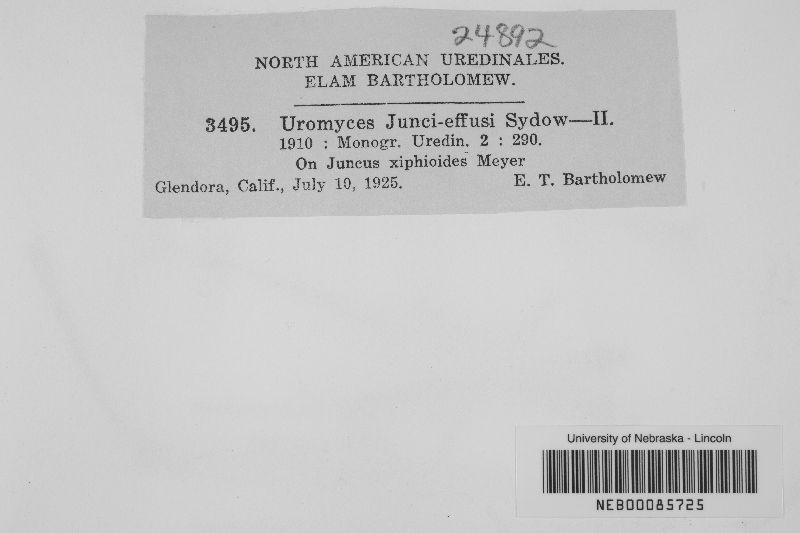 24892
NORTH AMERICAN UREDINALES.
ELAM BARTHOLOMEW.
3495. Uromyces Junci-effusi Sydow—II.
1910 : Monogr. Uredin. 2 : 290.
On Juncus xiphioides Meyer
Glendora, Calif., July 10, 1925. E. T. Bartholomew
University of Nebraska - Lincoln
NEB00085725